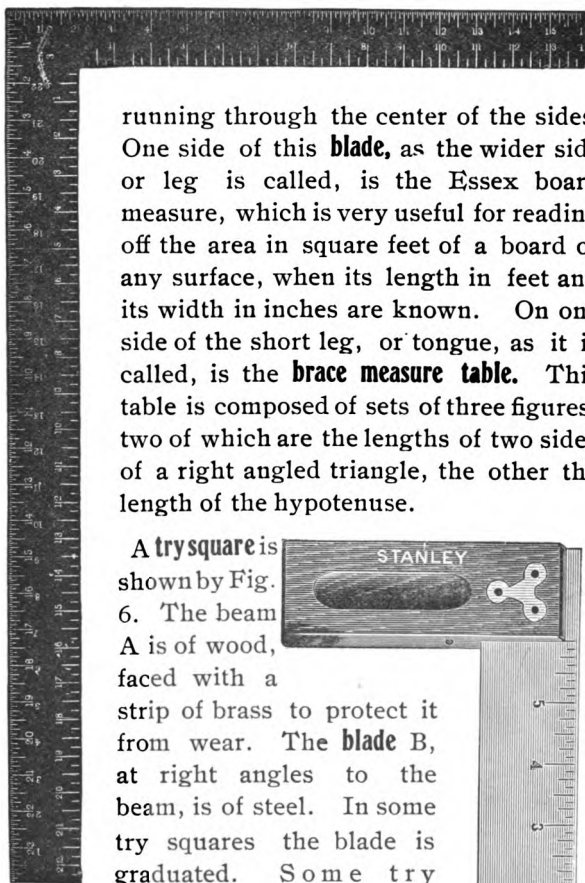 running through the center of the sides
One side of this blade, as the wider sid
or leg is called, is the Essex boar
measure, which is very useful for readin
off the area in square feet of a board o
any surface, when its length in feet an
its width in inches are known. On on
side of the short leg, or tongue, as it i
called, is the brace measure table. Thi
table is composed of sets of three figures
two of which are the lengths of two side
of a right angled triangle, the other th
length of the hypotenuse.
A try square is
shown by Fig.
6. The beam
A is of wood,
faced with a
strip of brass to protect it
from wear. The blade B,
at right angles to the
beam, is of steel. In some
try squares the blade is
graduated. Some try
STANLEY
5
4
3